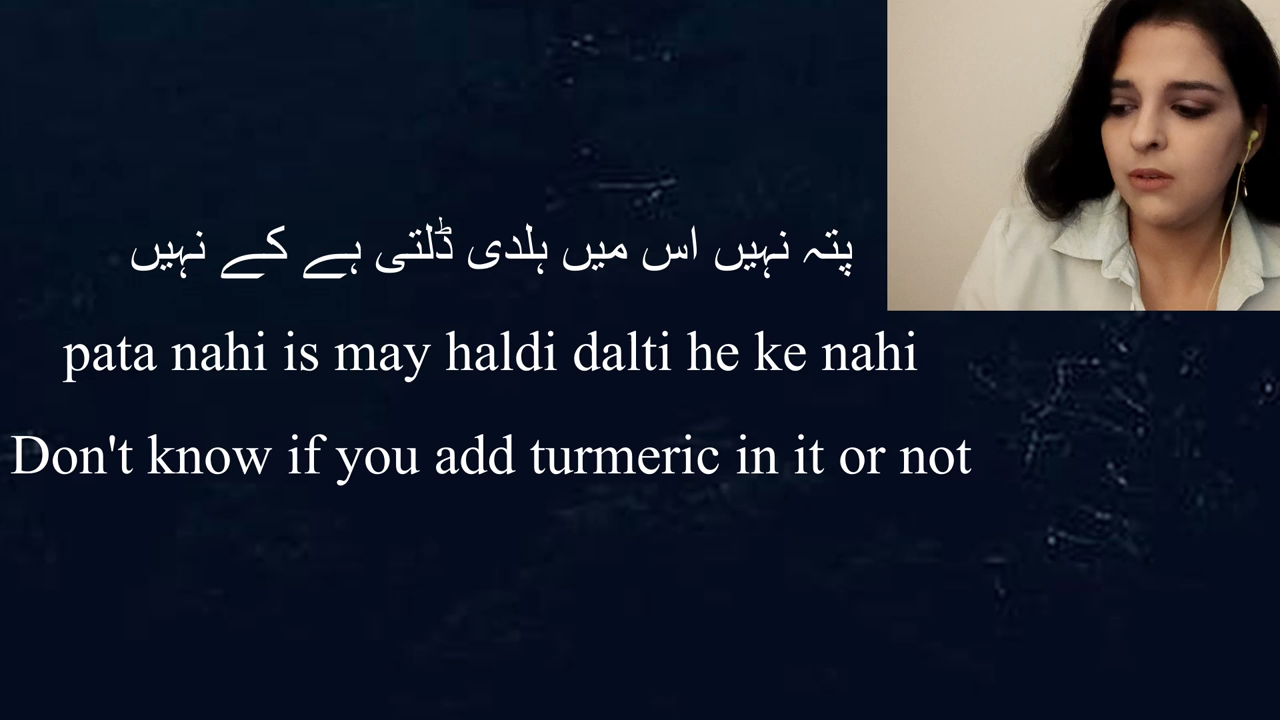 پتہ نہیں اس میں ہلدی ڈلتی ہے کے نہیں
pata nahi is may haldi dalti he ke nahi
Don't know if you add turmeric in it or not